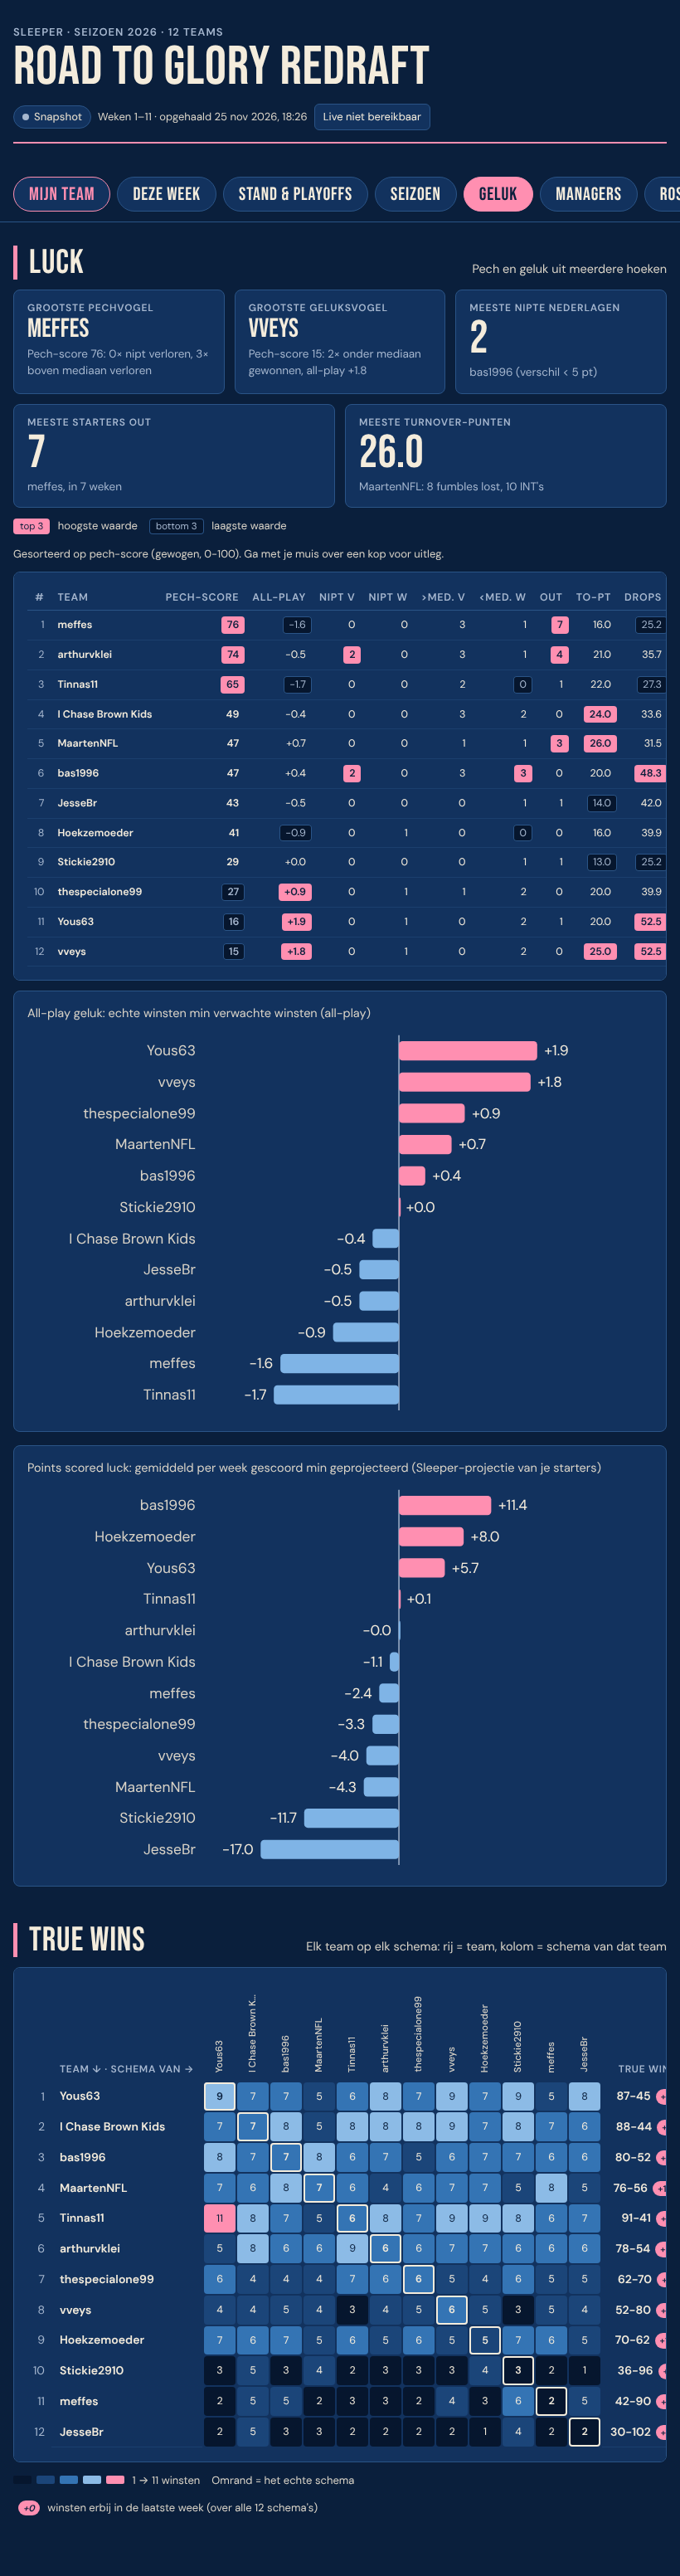 SLEEPER · SEIZOEN 2026 · 12 TEAMS
ROAD TO GLORY REDRAFT
Snapshot Weken 1–11 · opgehaald 25 nov 2026, 18:26 Live niet bereikbaar
MIJN TEAM DEZE WEEK STAND & PLAYOFFS SEIZOEN GELUK MANAGERS ROS
LUCK
Pech en geluk uit meerdere hoeken
GROOTSTE PECHVOGEL
MEFFES
Pech-score 76: 0× nipt verloren, 3×
boven mediaan verloren
GROOTSTE GELUKSVOGEL
VVEYS
Pech-score 15: 2× onder mediaan
gewonnen, all-play +1.8
MEESTE NIPTE NEDERLAGEN
2
bas1996 (verschil < 5 pt)
MEESTE STARTERS OUT
7
meffes, in 7 weken
MEESTE TURNOVER-PUNTEN
26.0
MaartenNFL: 8 fumbles lost, 10 INT's
top 3 hoogste waarde bottom 3 laagste waarde
Gesorteerd op pech-score (gewogen, 0-100). Ga met je muis over een kop voor uitleg.
# TEAM PECH-SCORE ALL-PLAY NIPT V NIPT W >MED. V <MED. W OUT TO-PT DROPS
1 meffes 76 -1.6 0 0 3 1 7 16.0 25.2
2 arthurvklei 74 -0.5 2 0 3 1 4 21.0 35.7
3 Tinnas11 65 -1.7 0 0 2 0 1 22.0 27.3
4 I Chase Brown Kids 49 -0.4 0 0 3 2 0 24.0 33.6
5 MaartenNFL 47 +0.7 0 0 1 1 3 26.0 31.5
6 bas1996 47 +0.4 2 0 3 3 0 20.0 48.3
7 JesseBr 43 -0.5 0 0 0 1 1 14.0 42.0
8 Hoekzemoeder 41 -0.9 0 1 0 0 0 16.0 39.9
9 Stickie2910 29 +0.0 0 0 0 1 1 13.0 25.2
10 thespecialone99 27 +0.9 0 1 1 2 0 20.0 39.9
11 Yous63 16 +1.9 0 1 0 2 1 20.0 52.5
12 vveys 15 +1.8 0 1 0 2 0 25.0 52.5
All-play geluk: echte winsten min verwachte winsten (all-play)
Yous63 +1.9
vveys +1.8
thespecialone99 +0.9
MaartenNFL +0.7
bas1996 +0.4
Stickie2910 +0.0
I Chase Brown Kids -0.4
JesseBr -0.5
arthurvklei -0.5
Hoekzemoeder -0.9
meffes -1.6
Tinnas11 -1.7
Points scored luck: gemiddeld per week gescoord min geprojecteerd (Sleeper-projectie van je starters)
bas1996 +11.4
Hoekzemoeder +8.0
Yous63 +5.7
Tinnas11 +0.1
arthurvklei -0.0
I Chase Brown Kids -1.1
meffes -2.4
thespecialone99 -3.3
vveys -4.0
MaartenNFL -4.3
Stickie2910 -11.7
JesseBr -17.0
TRUE WINS
Elk team op elk schema: rij = team, kolom = schema van dat team
TEAM ↓ · SCHEMA VAN → Yous63 I Chase Brown K... bas1996 MaartenNFL Tinnas11 arthurvklei thespecialone99 vveys Hoekzemoeder Stickie2910 meffes JesseBr TRUE WIN
1 Yous63 9 7 7 5 6 8 7 9 7 9 5 8 87-45
2 I Chase Brown Kids 7 7 8 5 8 8 8 9 7 8 7 6 88-44
3 bas1996 8 7 7 8 6 7 5 6 7 7 6 6 80-52
4 MaartenNFL 7 6 8 7 6 4 6 7 7 5 8 5 76-56
5 Tinnas11 11 8 7 5 6 8 7 9 9 8 6 7 91-41
6 arthurvklei 5 8 6 6 9 6 6 7 7 6 6 6 78-54
7 thespecialone99 6 4 4 4 7 6 6 5 4 6 5 5 62-70
8 vveys 4 4 5 4 3 4 5 6 5 3 5 4 52-80
9 Hoekzemoeder 7 6 7 5 6 5 6 5 5 7 6 5 70-62
10 Stickie2910 3 5 3 4 2 3 3 3 4 3 2 1 36-96
11 meffes 2 5 5 2 3 3 2 4 3 6 2 5 42-90
12 JesseBr 2 5 3 3 2 2 2 2 1 4 2 2 30-102
1 → 11 winsten Omrand = het echte schema
+0 winsten erbij in de laatste week (over alle 12 schema's)